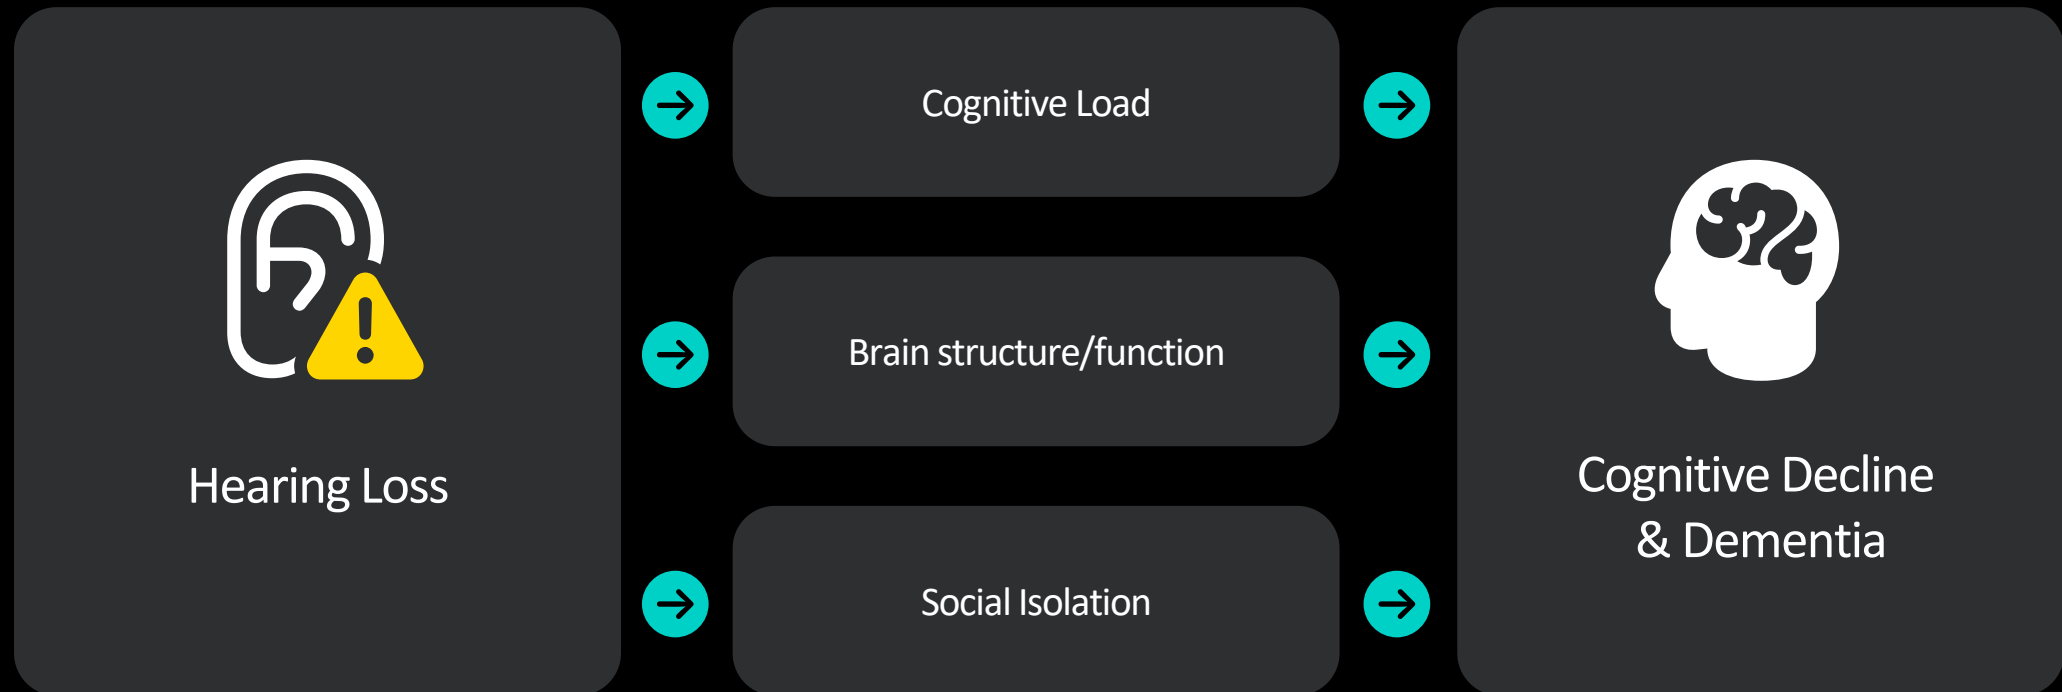 Hearing Loss
Cognitive Load
Brain structure/function
Social Isolation
Cognitive Decline
& Dementia